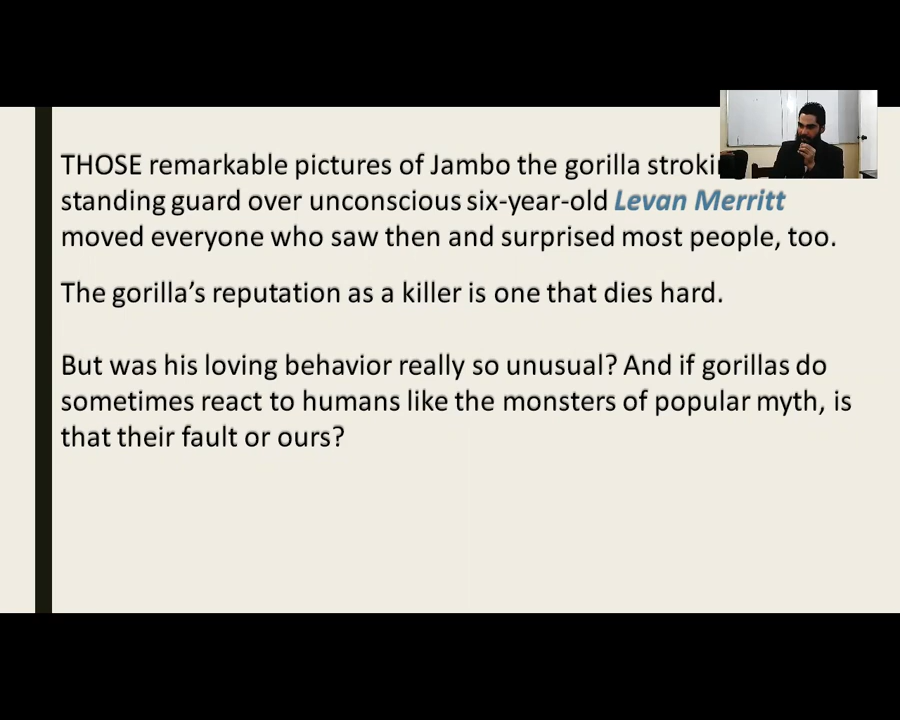 THOSE remarkable pictures of Jambo the gorilla
standing guard over unconscious six-year-old Levan Merritt
moved everyone who saw then and surprised most people, too.
The gorilla's reputation as a killer is one that dies hard.
But was his loving behavior really so unusual? And if gorillas do
sometimes react to humans like the monsters of popular myth, is
that their fault or ours?